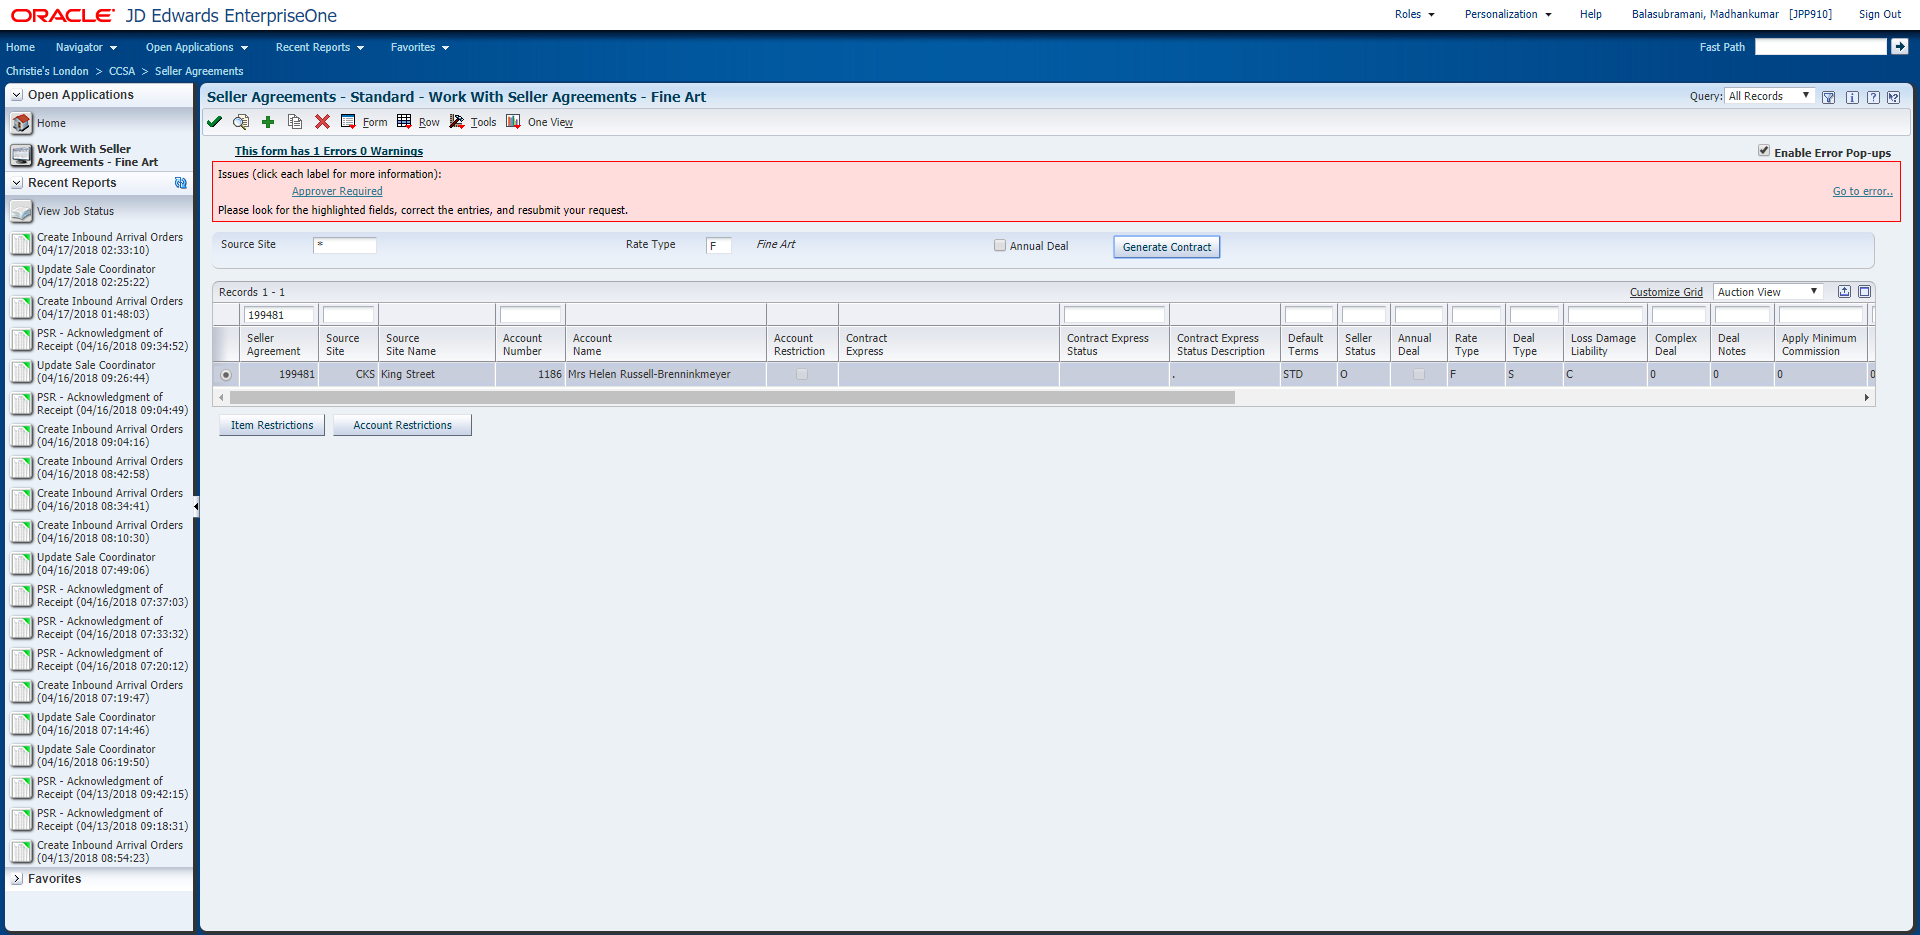 ORACLE JD Edwards EnterpriseOne
Roles Personalization Help Balasubramani, Madhankumar [JPP910] Sign Out
Home Navigator Open Applications Recent Reports Favorites Fast Path
Christie's London > CCSA > Seller Agreements
Open Applications
Home
Work With Seller
Agreements - Fine Art
Recent Reports
View Job Status
Create Inbound Arrival Orders
(04/17/2018 02:33:10)
Update Sale Coordinator
(04/17/2018 02:25:22)
Create Inbound Arrival Orders
(04/17/2018 01:48:03)
PSR - Acknowledgment of
Receipt (04/16/2018 09:34:52)
Update Sale Coordinator
(04/16/2018 09:26:44)
PSR - Acknowledgment of
Receipt (04/16/2018 09:04:49)
Create Inbound Arrival Orders
(04/16/2018 09:04:16)
Create Inbound Arrival Orders
(04/16/2018 08:42:58)
Create Inbound Arrival Orders
(04/16/2018 08:34:41)
Create Inbound Arrival Orders
(04/16/2018 08:10:30)
Update Sale Coordinator
(04/16/2018 07:49:06)
PSR - Acknowledgment of
Receipt (04/16/2018 07:37:03)
PSR - Acknowledgment of
Receipt (04/16/2018 07:33:32)
PSR - Acknowledgment of
Receipt (04/16/2018 07:20:12)
Create Inbound Arrival Orders
(04/16/2018 07:19:47)
Update Sale Coordinator
(04/16/2018 07:14:46)
Update Sale Coordinator
(04/16/2018 06:19:50)
PSR - Acknowledgment of
Receipt (04/13/2018 09:42:15)
PSR - Acknowledgment of
Receipt (04/13/2018 09:18:31)
Create Inbound Arrival Orders
(04/13/2018 08:54:23)
Favorites
Seller Agreements - Standard - Work With Seller Agreements - Fine Art
Query: All Records
Form Row Tools One View
This form has 1 Errors 0 Warnings
Enable Error Pop-ups
Issues (click each label for more information):
Approver Required Go to error..
Please look for the highlighted fields, correct the entries, and resubmit your request.
Source Site * Rate Type F Fine Art Annual Deal Generate Contract
Records 1 - 1 Customize Grid Auction View
199481
Seller Source Source Account Account Account Contract Contract Express Contract Express Default Seller Annual Rate Deal Loss Damage Complex Deal Apply Minimum
Agreement Site Site Name Number Name Restriction Express Status Status Description Terms Status Deal Type Type Liability Deal Notes Commission
199481 CKS King Street 1186 Mrs Helen Russell-Brenninkmeyer . STD O F S C 0 0 0 0
Item Restrictions Account Restrictions